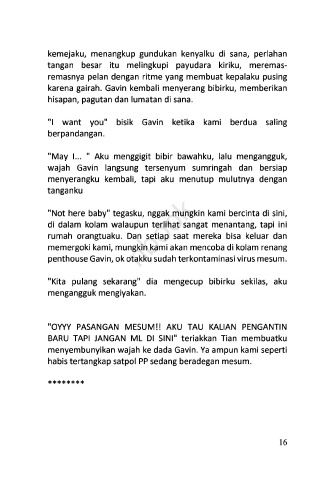 kemejaku, menangkup gundukan kenyalku di sana, perlahan
tangan besar itu melingkupi payudara kiriku, meremas-
remasnya pelan dengan ritme yang membuat kepalaku pusing
karena gairah. Gavin kembali menyerang bibirku, memberikan
hisapan, pagutan dan lumatan di sana.
"I want you" bisik Gavin ketika kami berdua saling
berpandangan.
"May I... " Aku menggigit bibir bawahku, lalu mengangguk,
wajah Gavin langsung tersenyum sumringah dan bersiap
menyerangku kembali, tapi aku menutup mulutnya dengan
tanganku
"Not here baby" tegasku, nggak mungkin kami bercinta di sini,
di dalam kolam walaupun terlihat sangat menantang, tapi ini
rumah orangtuaku. Dan setiap saat mereka bisa keluar dan
memergoki kami, mungkin kami akan mencoba di kolam renang
penthouse Gavin, ok otakku sudah terkontaminasi virus mesum.
"Kita pulang sekarang" dia mengecup bibirku sekilas, aku
mengangguk mengiyakan.
"OYYY PASANGAN MESUM!! AKU TAU KALIAN PENGANTIN
BARU TAPI JANGAN ML DI SINI" teriakkan Tian membuatku
menyembunyikan wajah ke dada Gavin. Ya ampun kami seperti
habis tertangkap satpol PP sedang beradegan mesum.
********
16